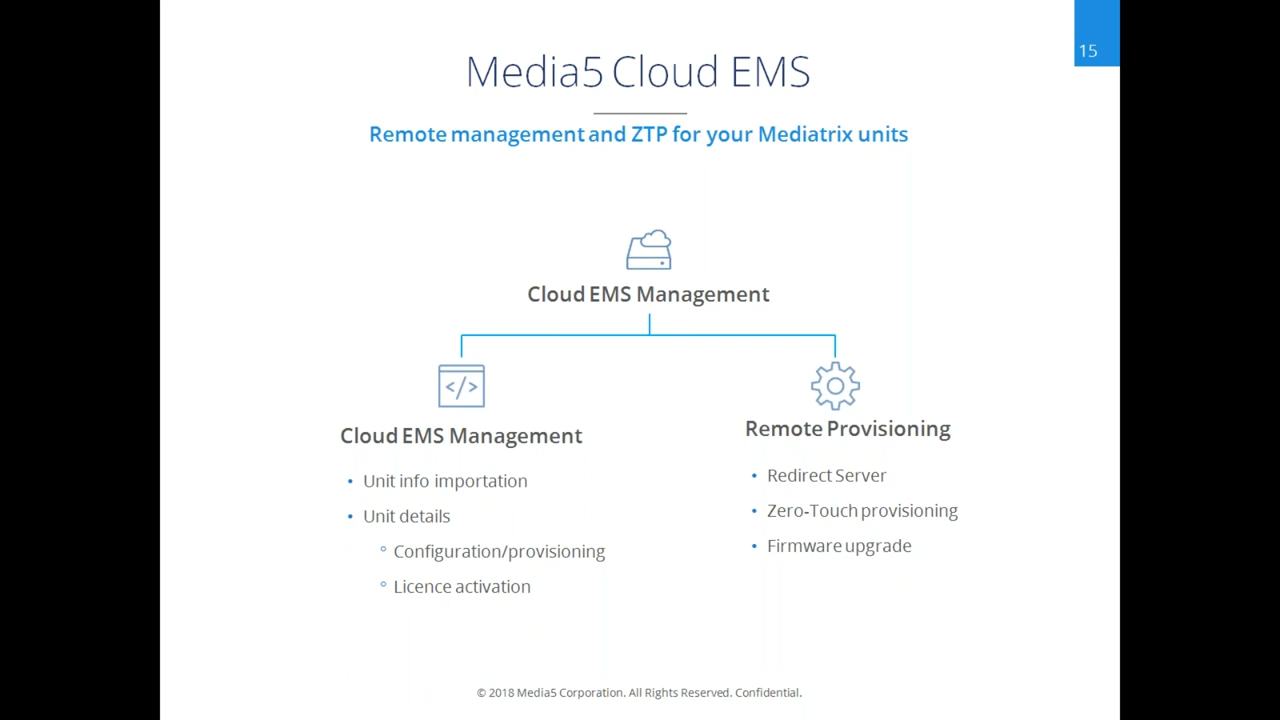 15
Media5 Cloud EMS
Remote management and ZTP for your Mediatrix units
Cloud EMS Management
</>
Cloud EMS Management
• Unit info importation
• Unit details
° Configuration/provisioning
° Licence activation
Remote Provisioning
• Redirect Server
• Zero-Touch provisioning
• Firmware upgrade
© 2018 Media5 Corporation. All Rights Reserved. Confidential.